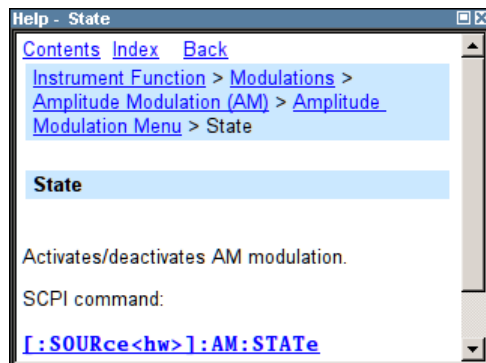 Help - State
Contents Index Back
Instrument Function > Modulations >
Amplitude Modulation (AM) > Amplitude
Modulation Menu > State
State
Activates/deactivates AM modulation.
SCPI command:
[:SOURce<hw>]:AM:STATe